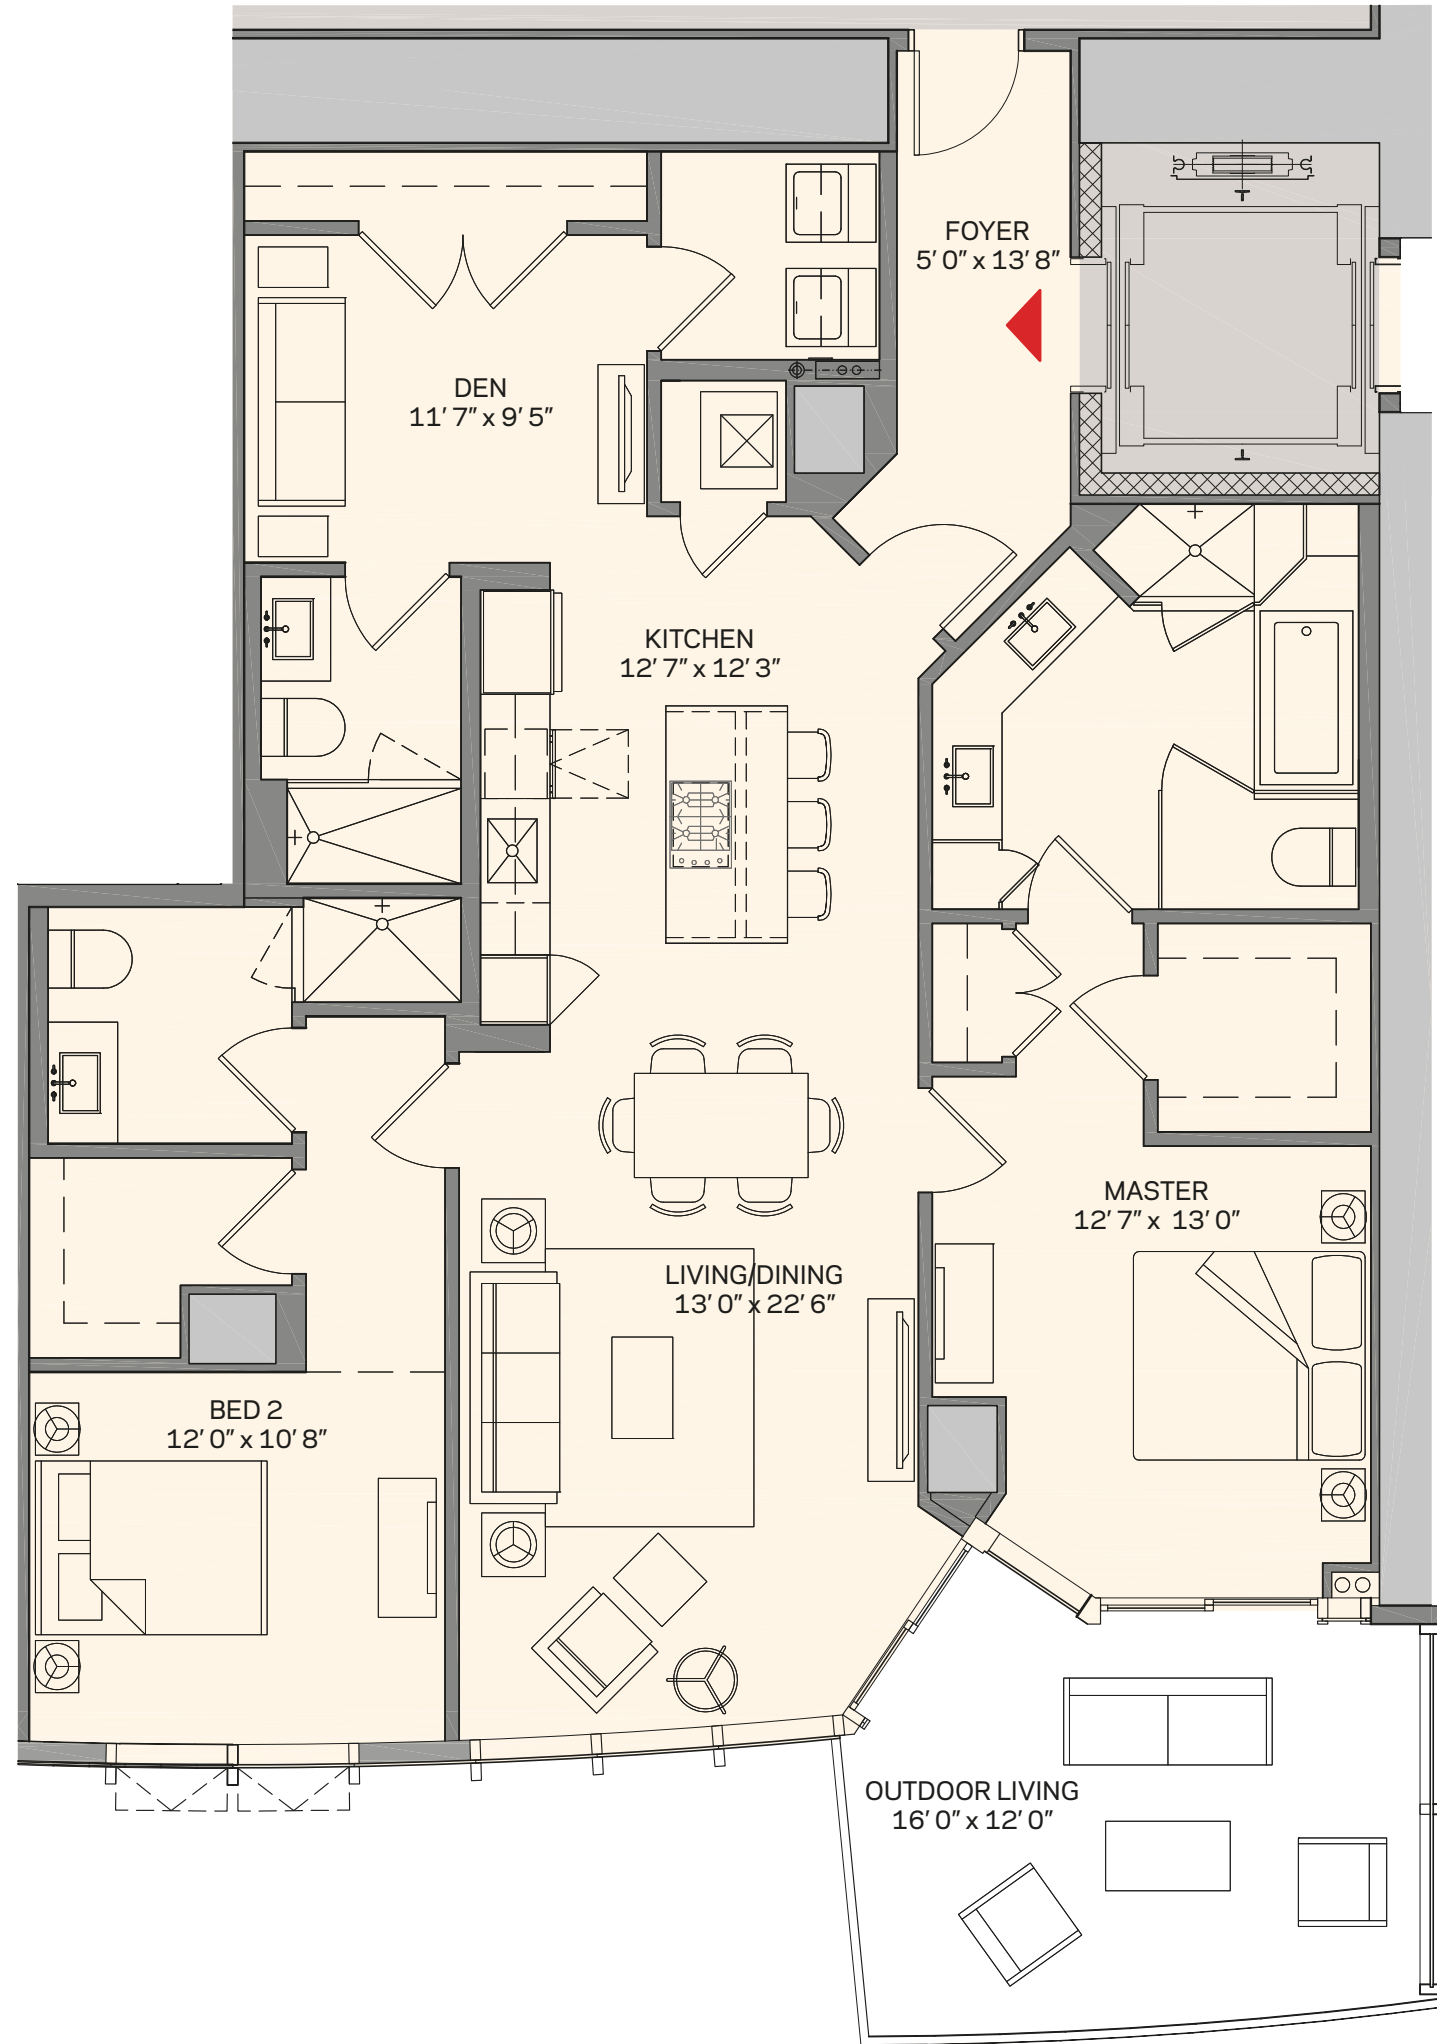 FOYER
5' 0" x 13' 8"
DEN
11' 7" x 9' 5"
KITCHEN
12' 7" x 12' 3"
MASTER
12' 7" x 13' 0"
LIVING/DINING
13' 0" x 22' 6"
BED 2
12' 0" x 10' 8"
OUTDOOR LIVING
16' 0" x 12' 0"